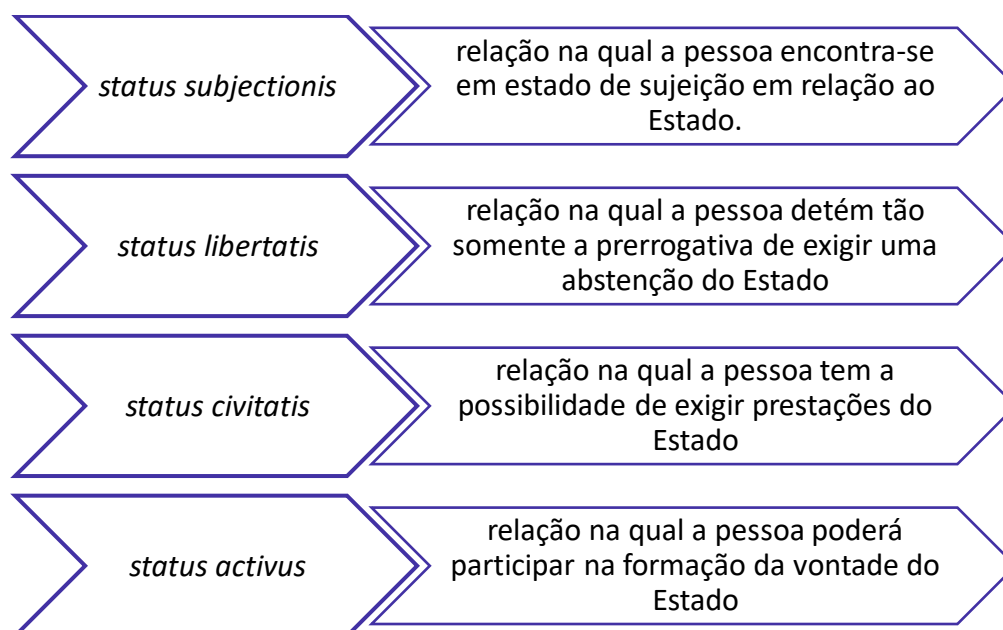 status subjectionis
relação na qual a pessoa encontra-se
em estado de sujeição em relação ao
Estado.
status libertatis
relação na qual a pessoa detém tão
somente a prerrogativa de exigir uma
abstenção do Estado
status civitatis
relação na qual a pessoa tem a
possibilidade de exigir prestações do
Estado
status activus
relação na qual a pessoa poderá
participar na formação da vontade do
Estado